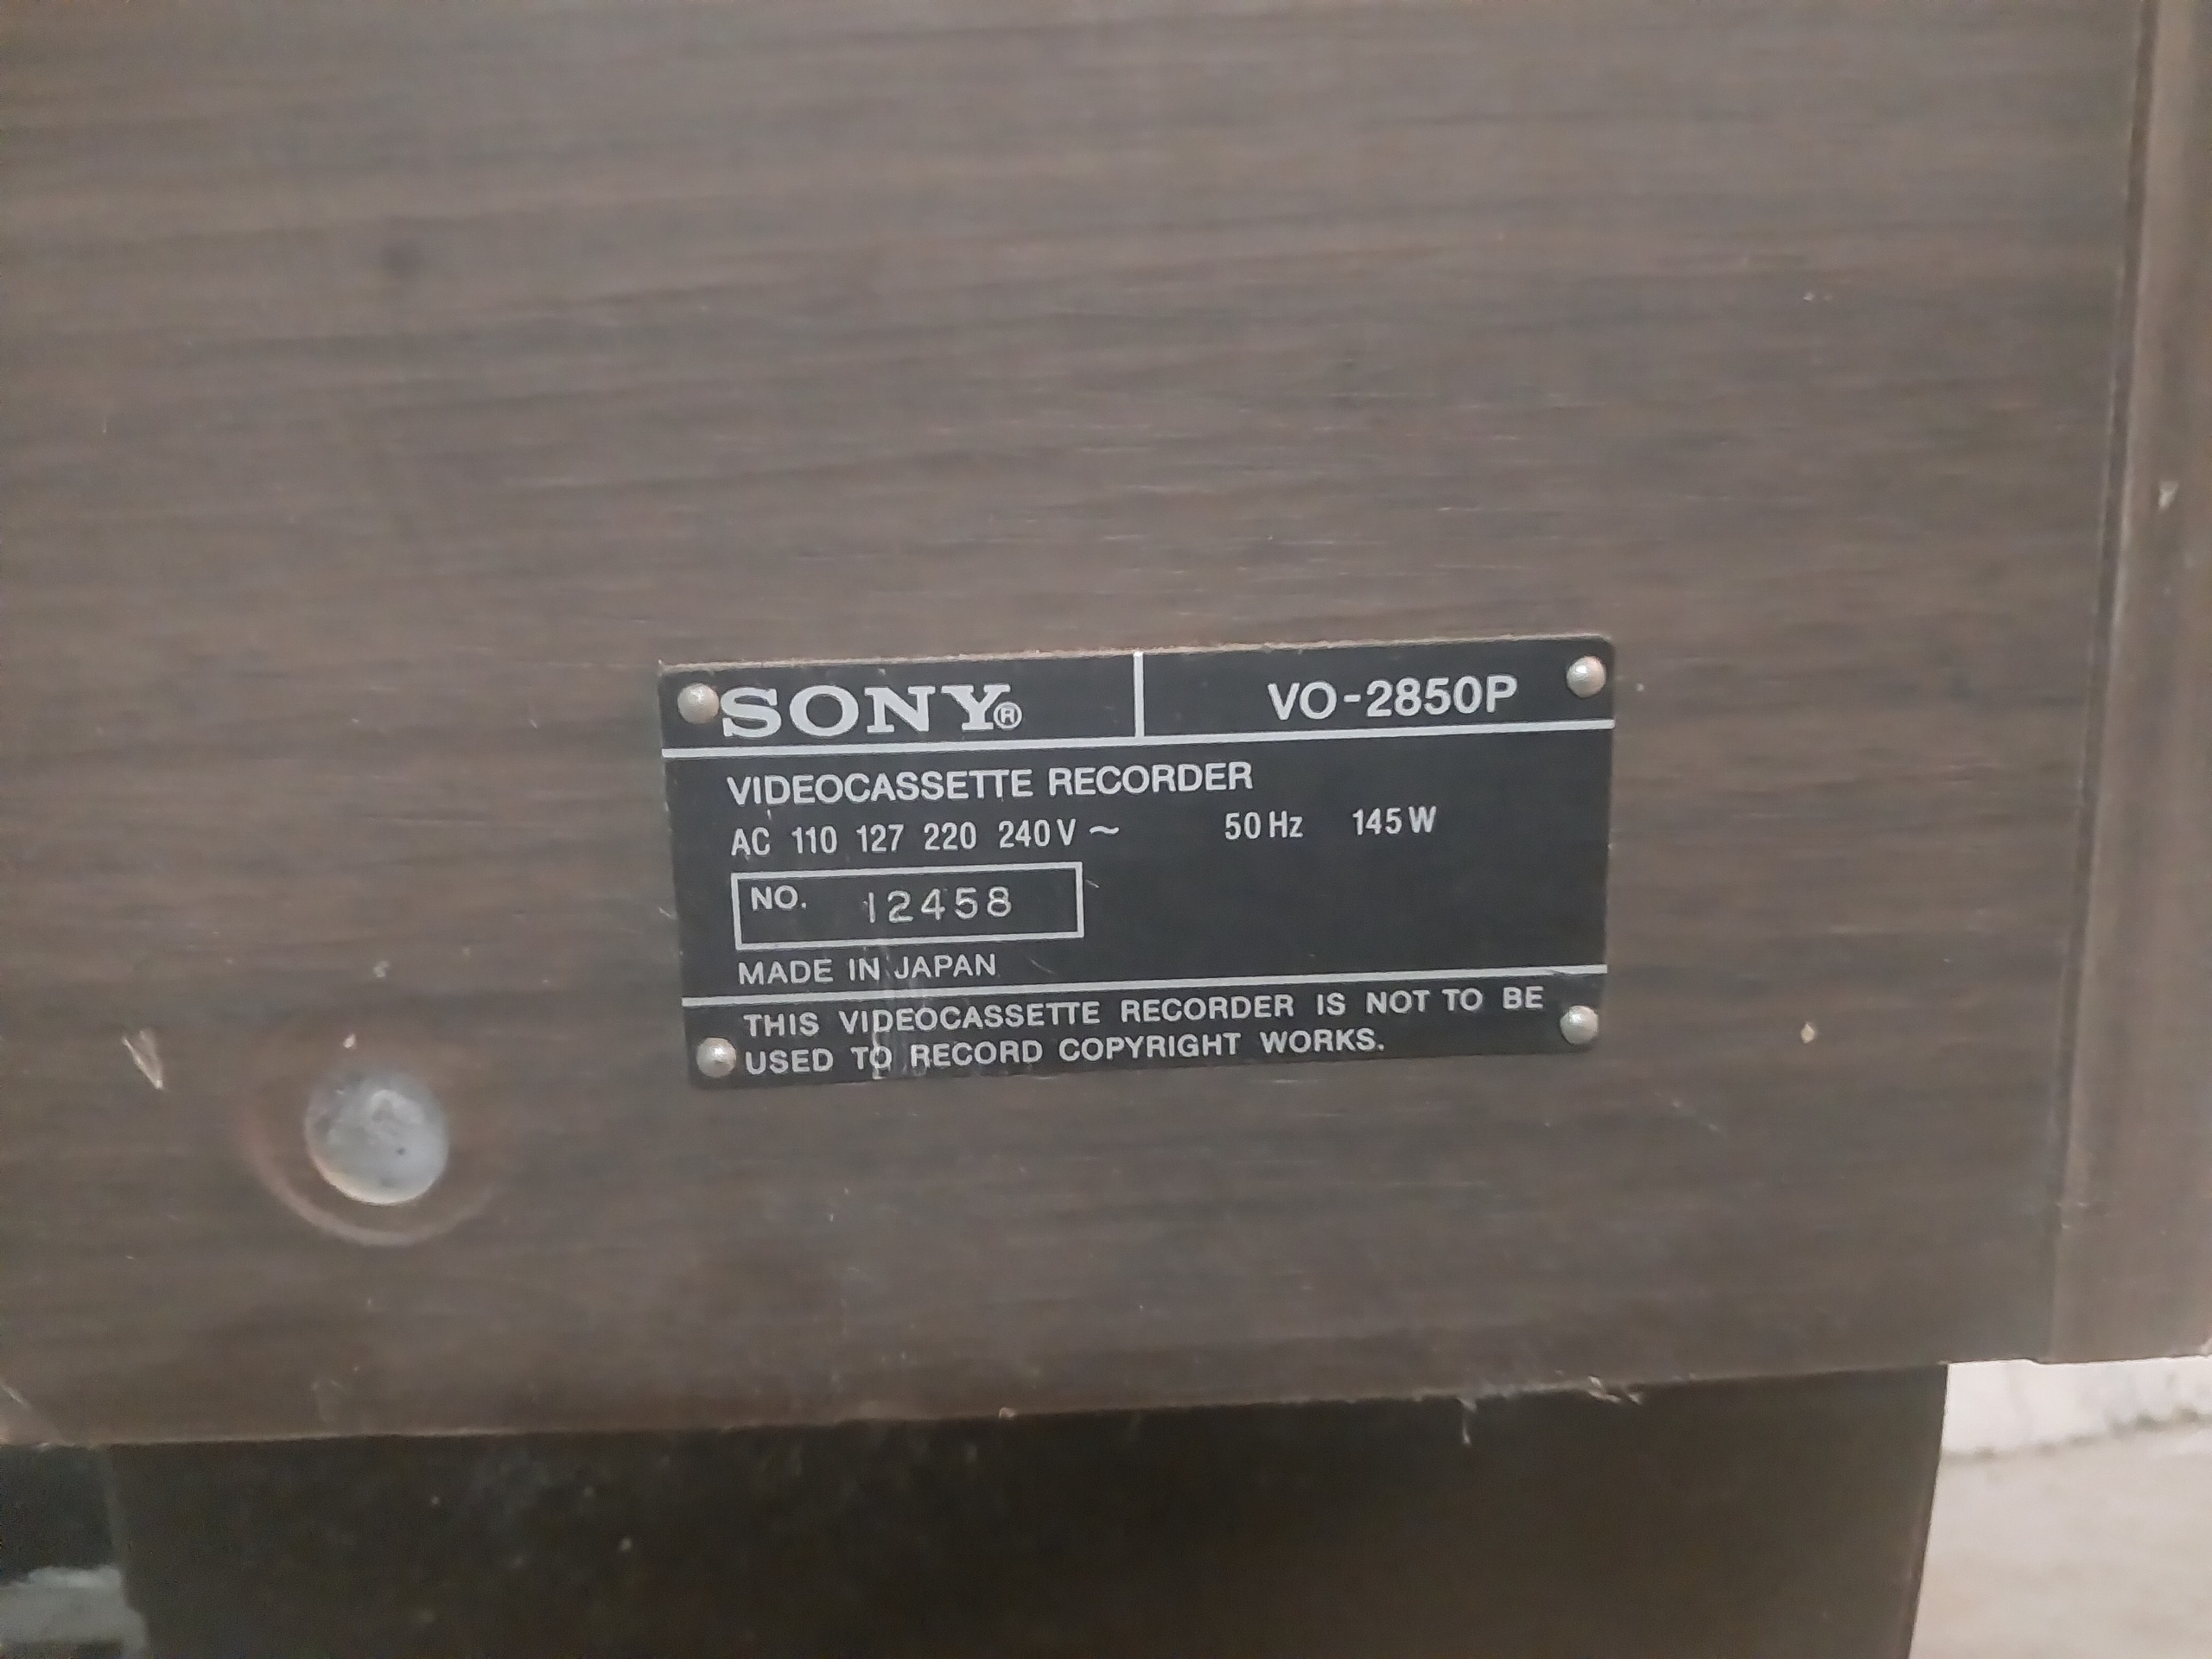 SONY® VO-2850P
VIDEOCASSETTE RECORDER
AC 110 127 220 240 V ~ 50 Hz 145 W
NO. 12458
MADE IN JAPAN
THIS VIDEOCASSETTE RECORDER IS NOT TO BE
USED TO RECORD COPYRIGHT WORKS.